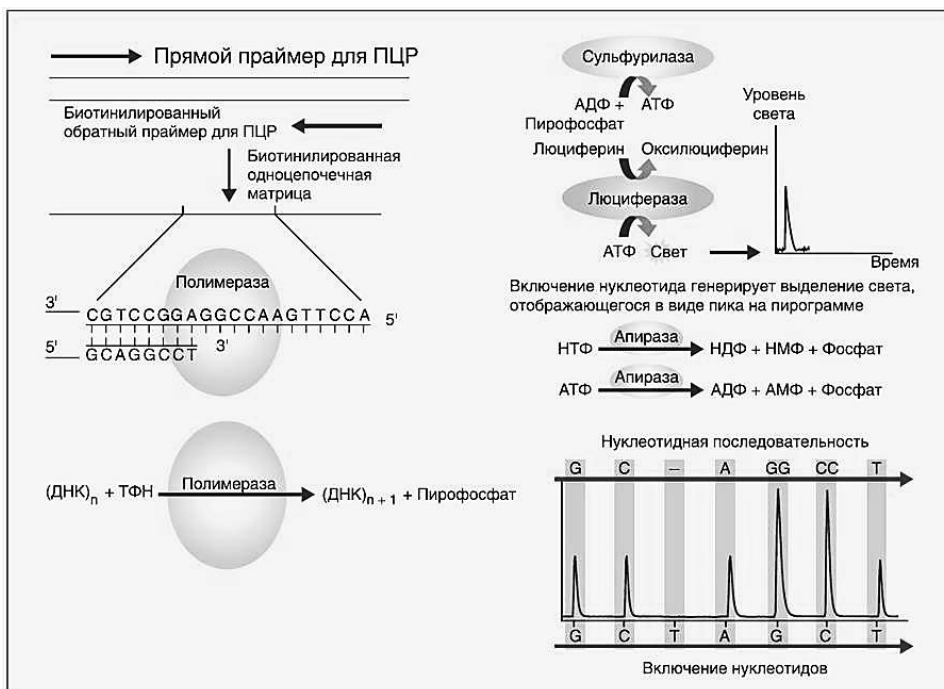 Прямой праймер для ПЦР
Биотинилированный
обратный праймер для ПЦР
Биотинилированная
одноцепочечная
матрица
Полимераза
3'
CGTCCGGAGGCCAAGTTCCA
5'
5'
GCAGGCCT
3'
(ДНК)n + ТФН
Полимераза
(ДНК)n + 1 + Пирофосфат
Сульфурилаза
АДФ + АТФ
Пирофосфат
Люциферин Оксилюциферин
Люцифераза
АТФ Свет
Уровень
света
Время
Включение нуклеотида генерирует выделение света,
отображающегося в виде пика на пирограмме
НТФ Апираза НДФ + НМФ + Фосфат
АТФ Апираза АДФ + АМФ + Фосфат
Нуклеотидная последовательность
G C – A GG CC T
G C T A G C T
Включение нуклеотидов